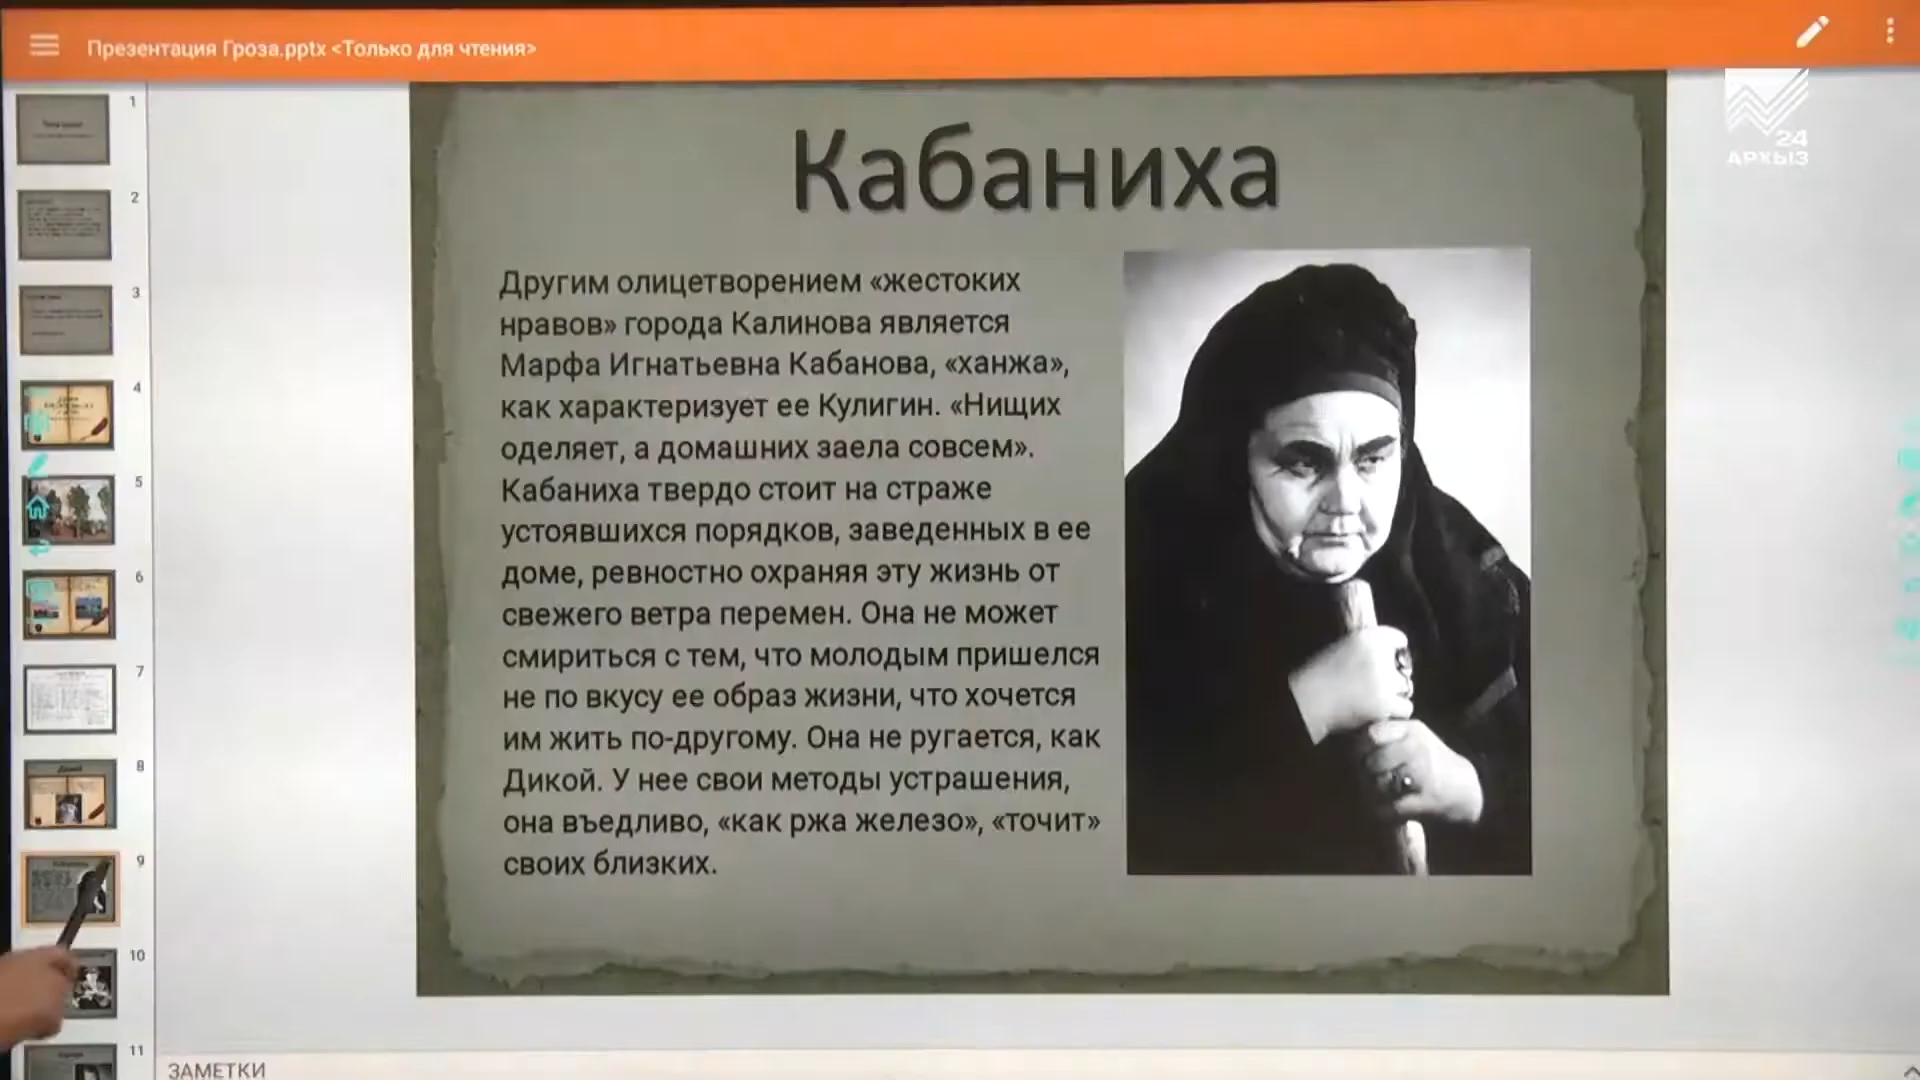 Презентация Гроза.pptx <Только для чтения>
24
АРХЫЗ
1
2
3
4
5
6
7
8
9
10
11
Кабаниха
Другим олицетворением «жестоких
нравов» города Калинова является
Марфа Игнатьевна Кабанова, «ханжа»,
как характеризует ее Кулигин. «Нищих
оделяет, а домашних заела совсем».
Кабаниха твердо стоит на страже
устоявшихся порядков, заведенных в ее
доме, ревностно охраняя эту жизнь от
свежего ветра перемен. Она не может
смириться с тем, что молодым пришелся
не по вкусу ее образ жизни, что хочется
им жить по-другому. Она не ругается, как
Дикой. У нее свои методы устрашения,
она въедливо, «как ржа железо», «точит»
своих близких.
ЗАМЕТКИ